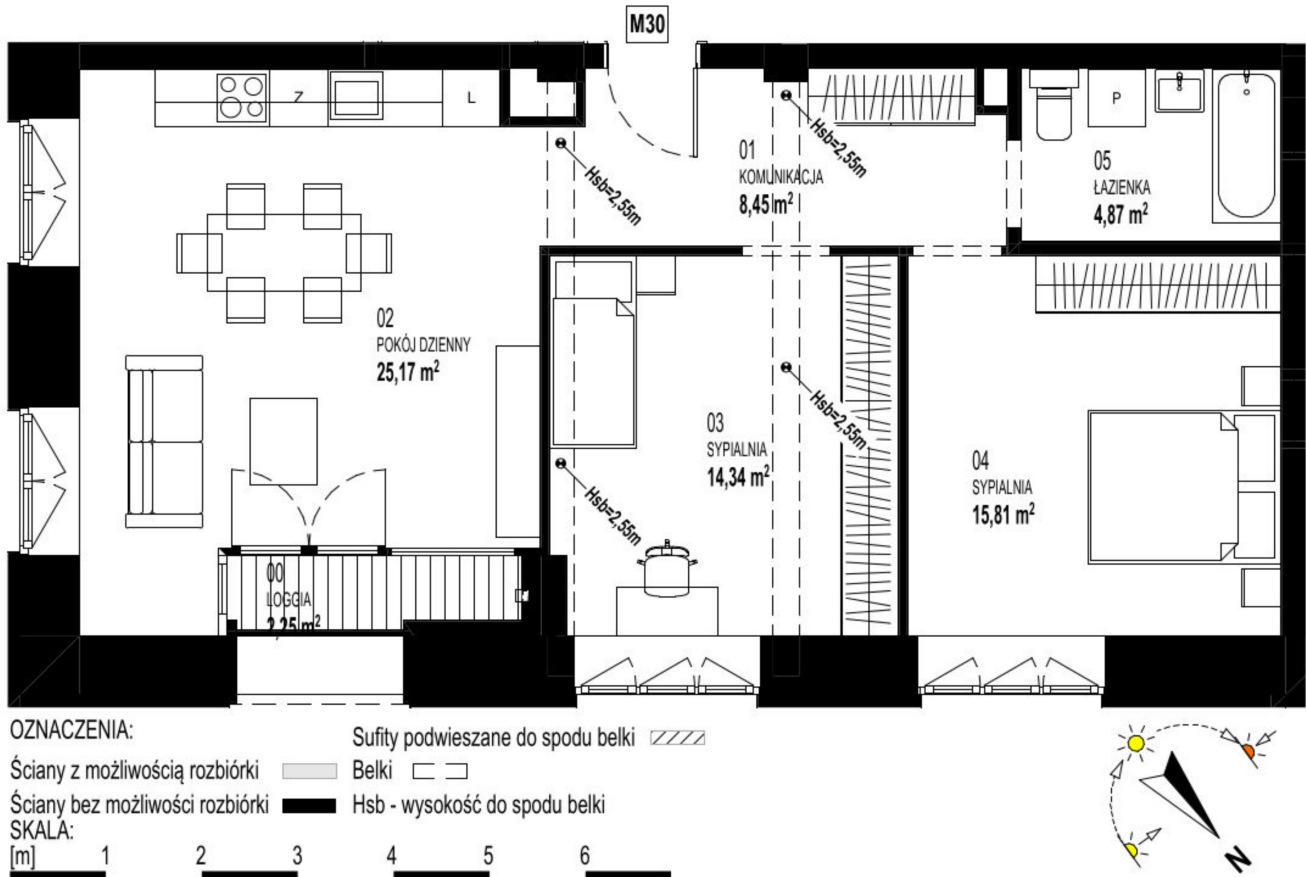 M30
Z
L
P
01
KOMUNIKACJA
8,45 m²
Hsb=2,55m
Hsb=2,55m
05
ŁAZIENKA
4,87 m²
02
POKÓJ DZIENNY
25,17 m²
03
SYPIALNIA
14,34 m²
Hsb=2,55m
Hsb=2,55m
04
SYPIALNIA
15,81 m²
00
LOGGIA
2,25 m²
OZNACZENIA:
Sufity podwieszane do spodu belki
Ściany z możliwością rozbiórki
Belki
Ściany bez możliwości rozbiórki
Hsb - wysokość do spodu belki
SKALA:
[m] 1 2 3 4 5 6
N